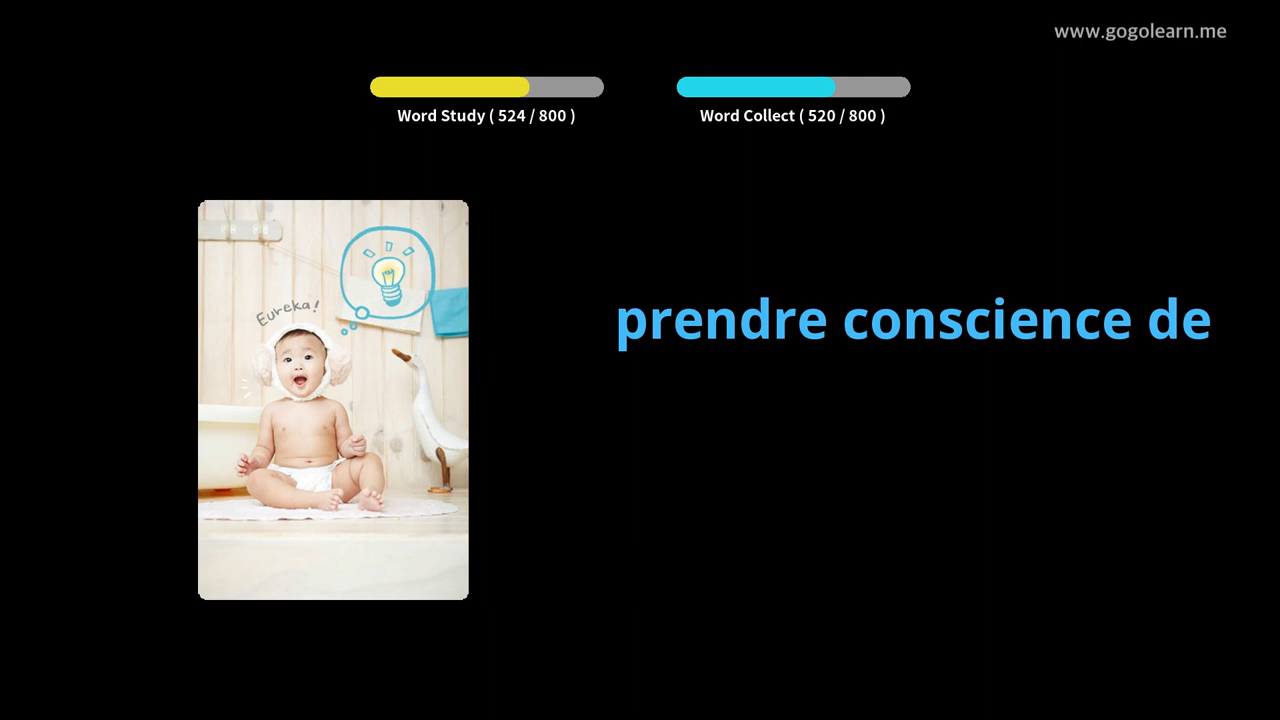 www.gogolearn.me
Word Study ( 524 / 800 )
Word Collect ( 520 / 800 )
Eureka!
prendre conscience de